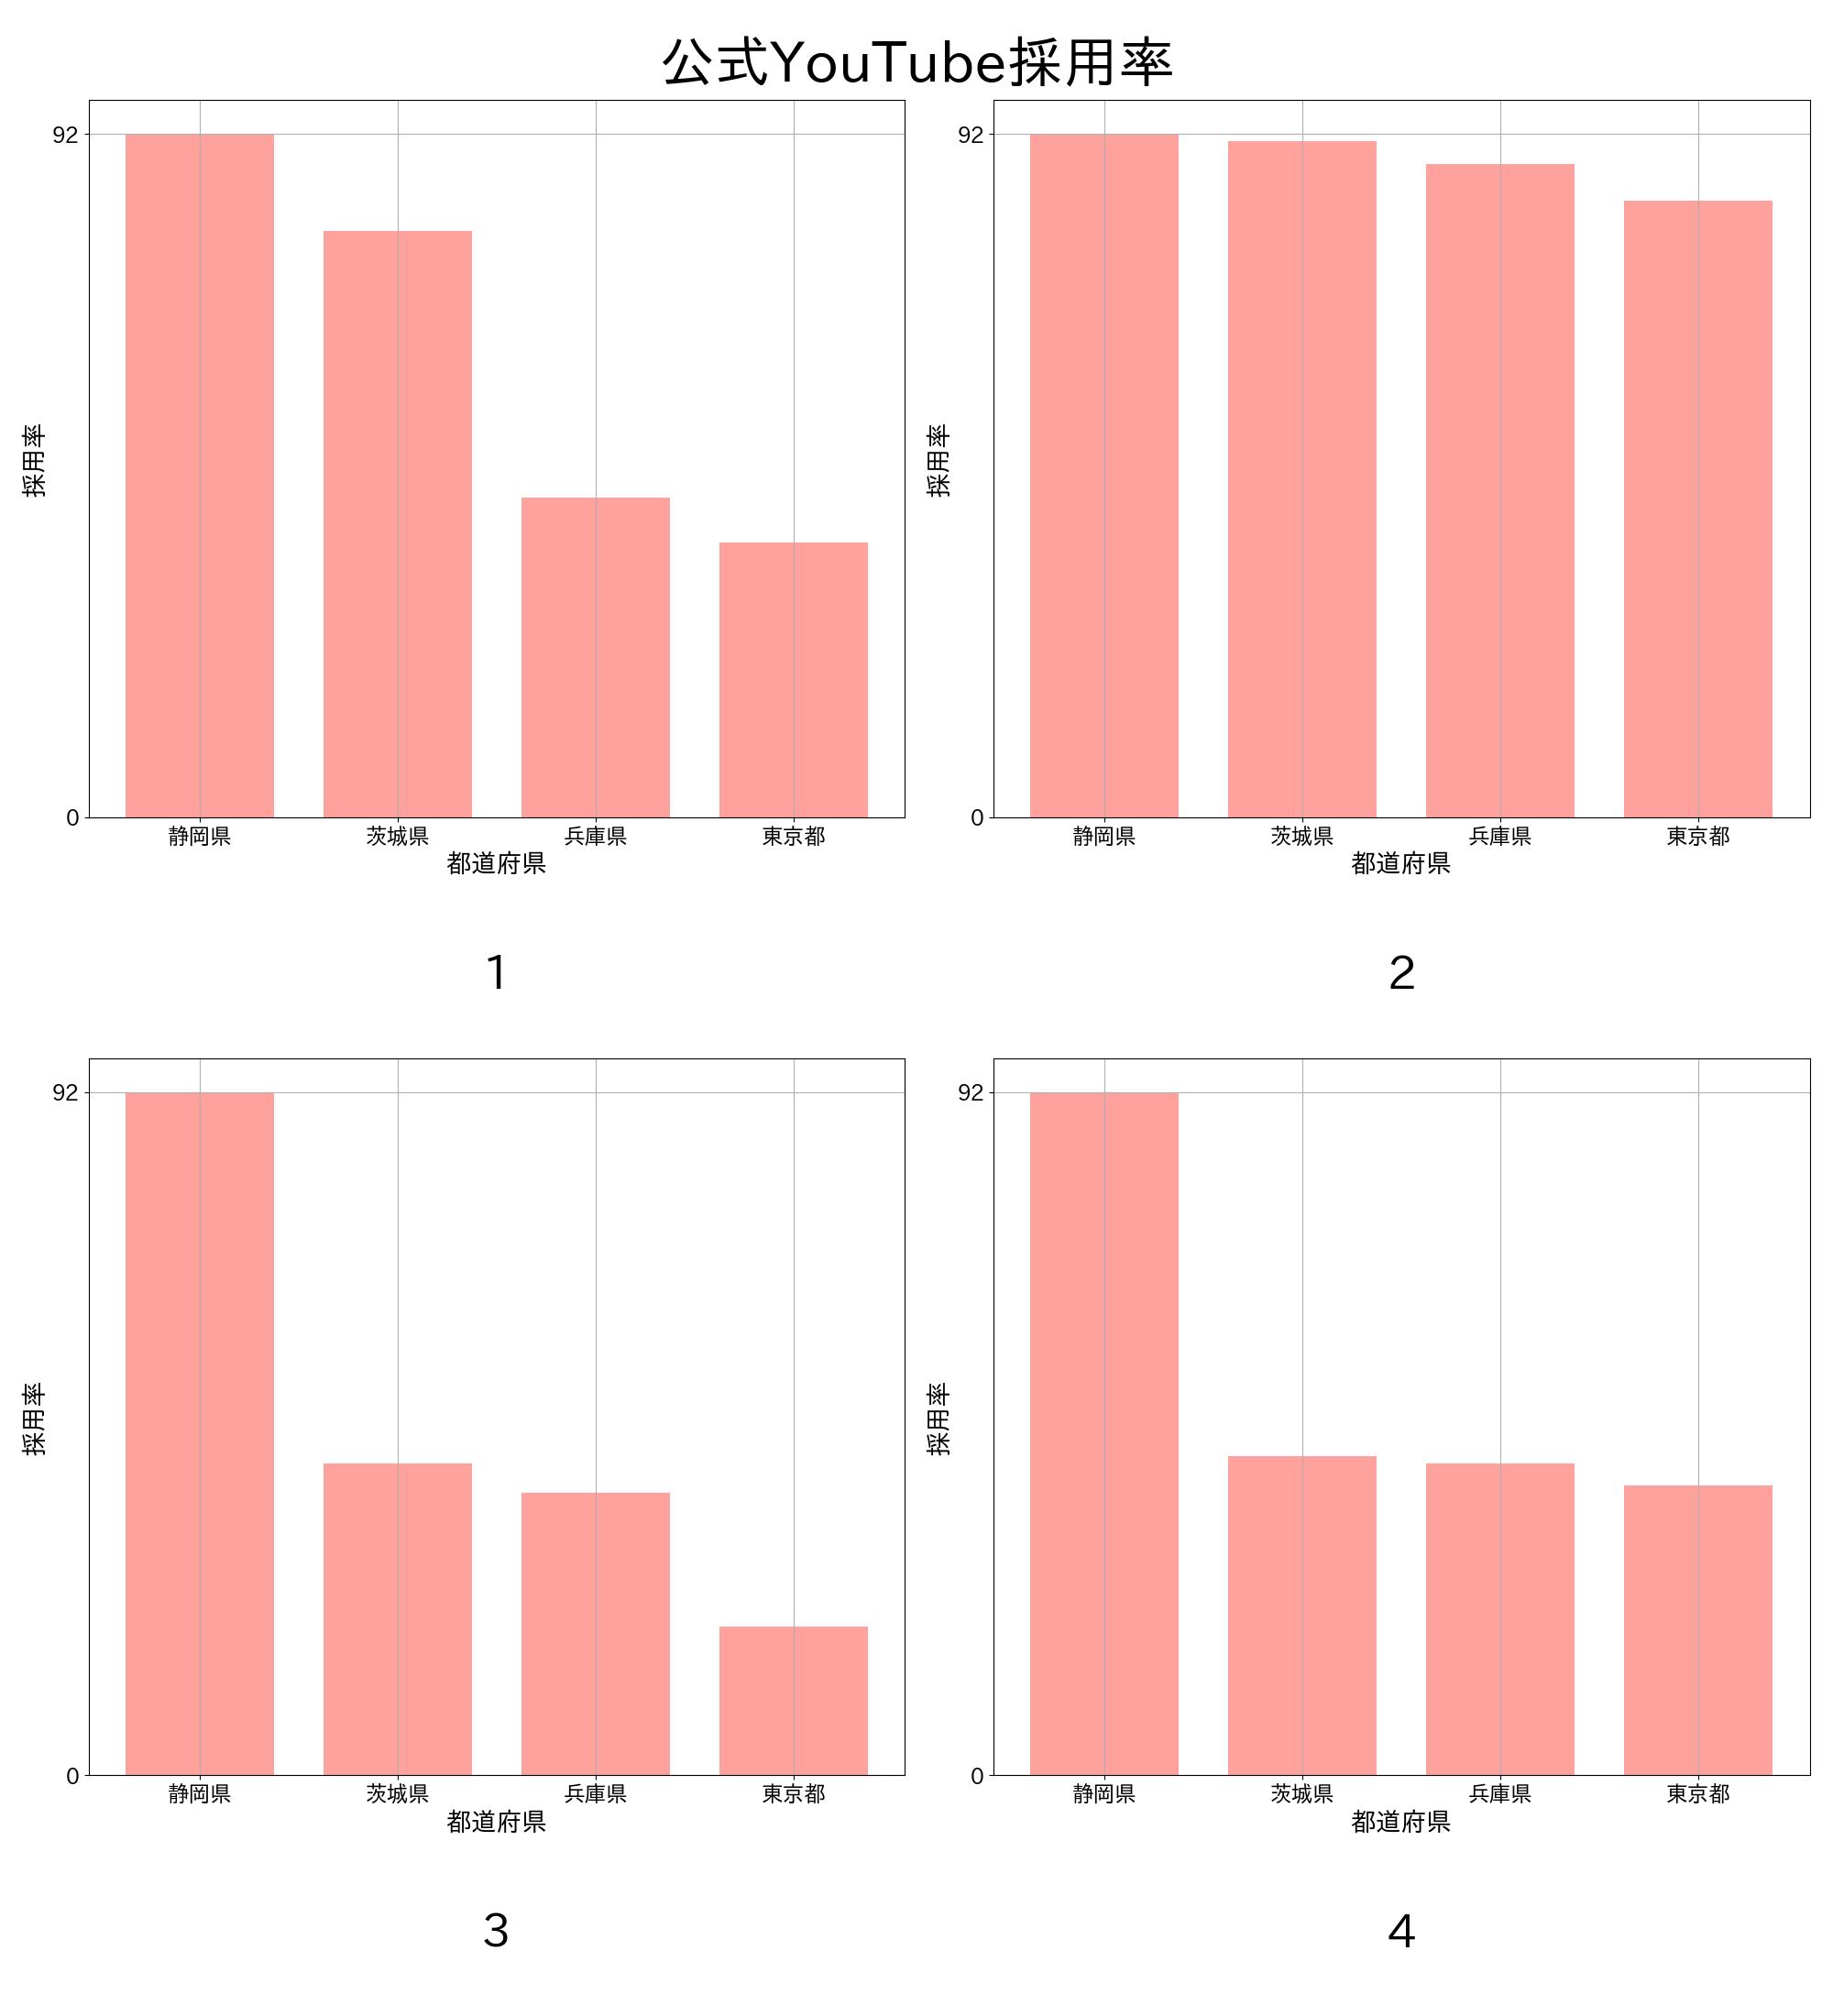 公式YouTube採用率
92
0
採用率
静岡県 茨城県 兵庫県 東京都
都道府県
1
92
0
採用率
静岡県 茨城県 兵庫県 東京都
都道府県
2
92
0
採用率
静岡県 茨城県 兵庫県 東京都
都道府県
3
92
0
採用率
静岡県 茨城県 兵庫県 東京都
都道府県
4